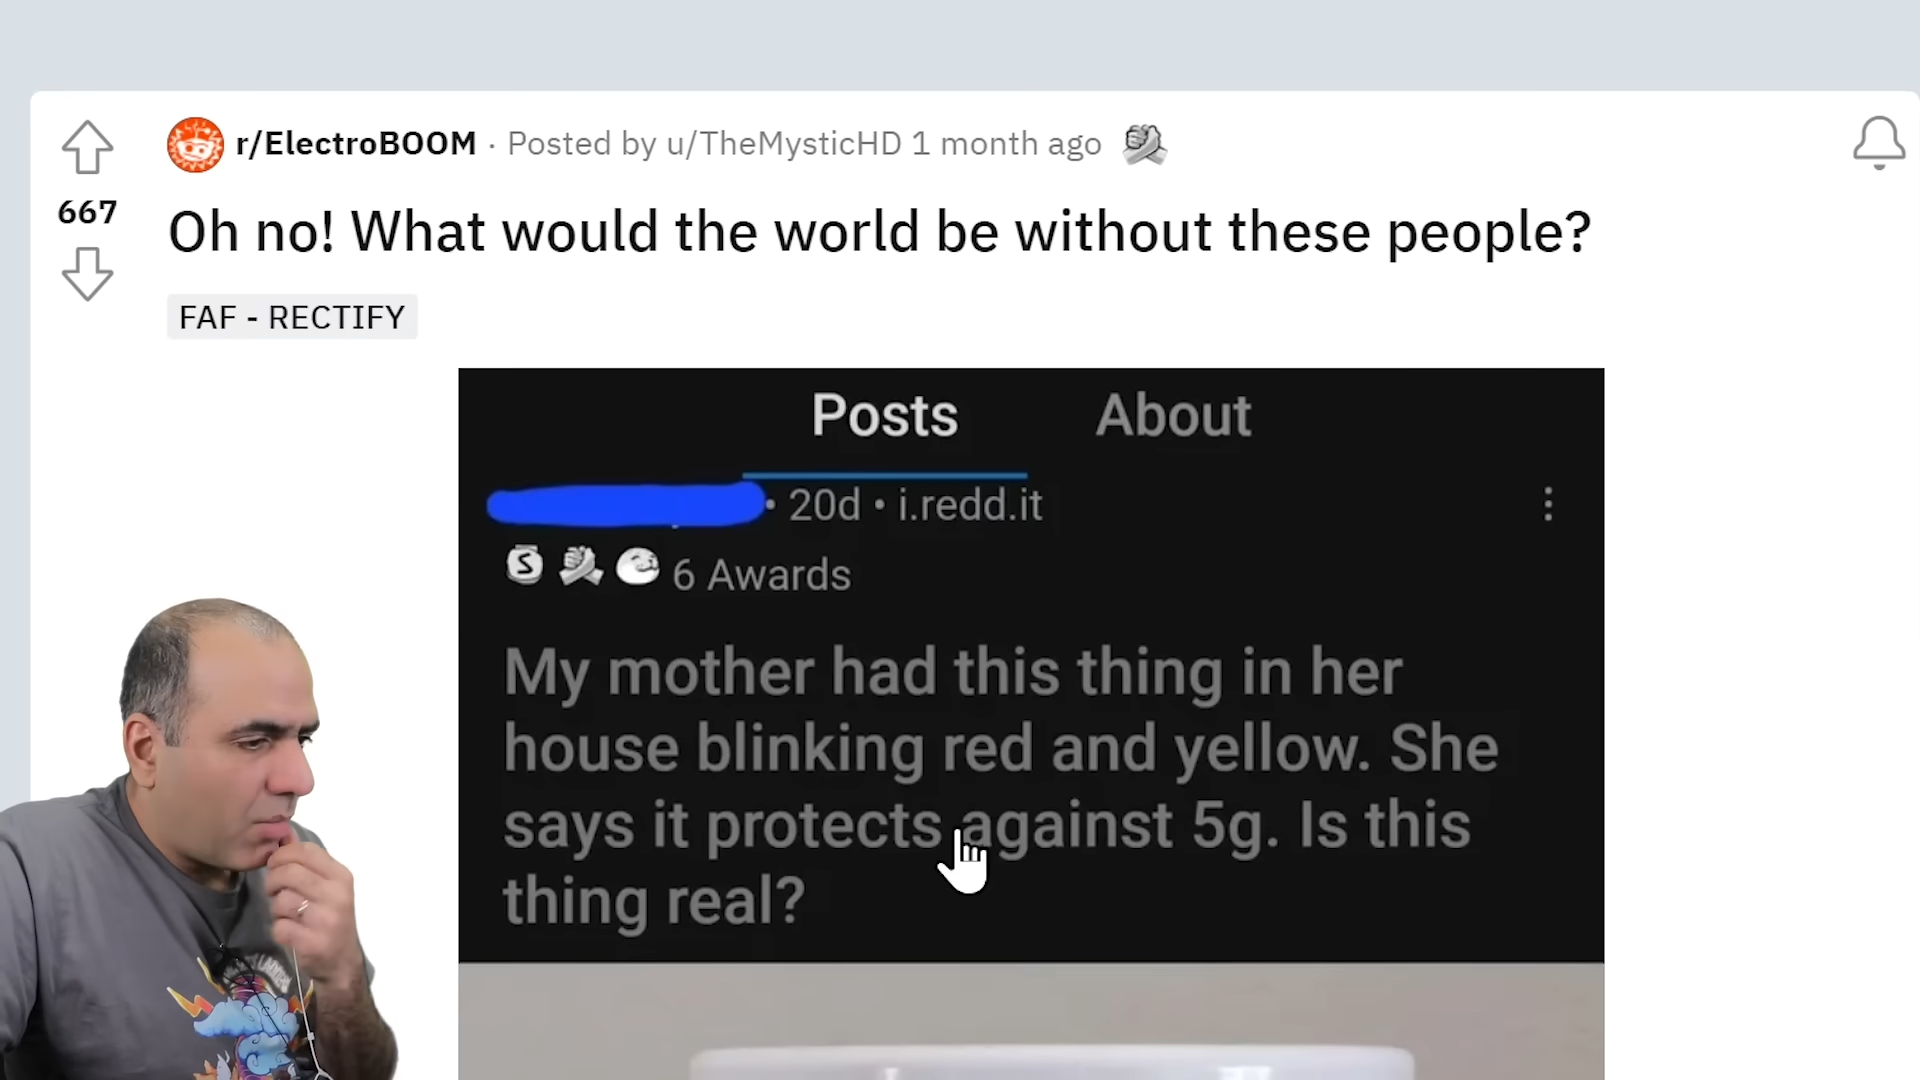 r/ElectroBOOM · Posted by u/TheMysticHD 1 month ago
667
Oh no! What would the world be without these people?
FAF - RECTIFY
Posts About
• 20d • i.redd.it
6 Awards
My mother had this thing in her
house blinking red and yellow. She
says it protects against 5g. Is this
thing real?